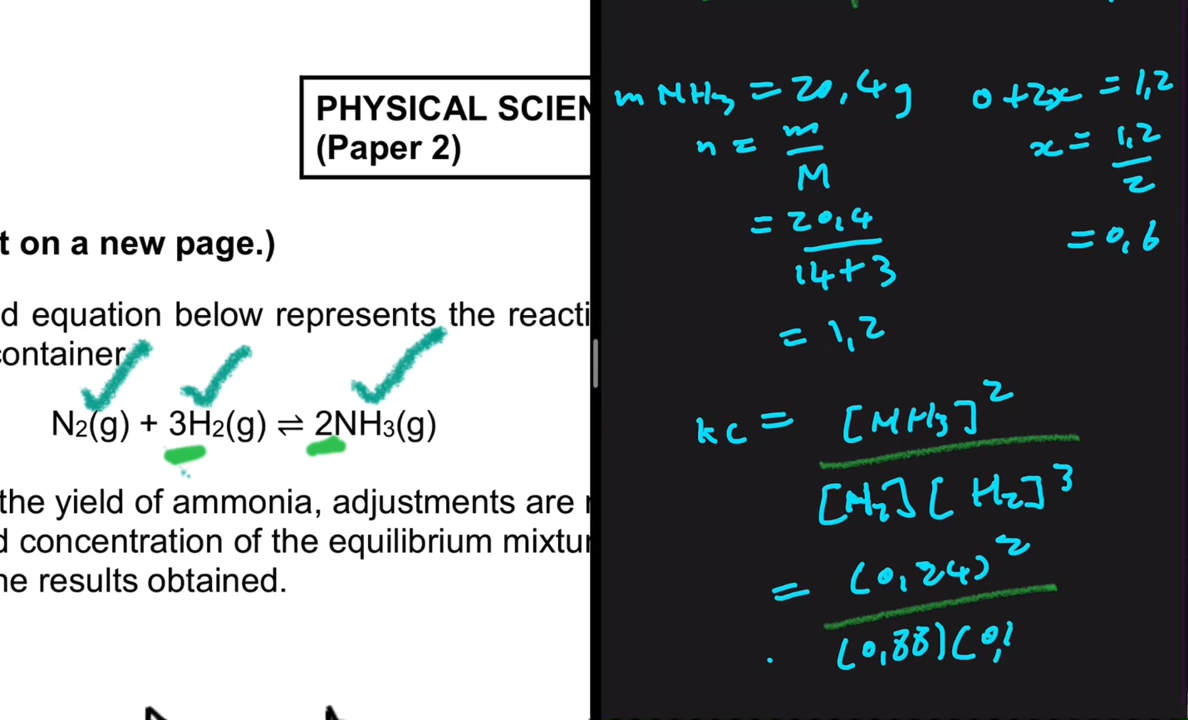 PHYSICAL SCIEN
(Paper 2)
t on a new page.)
d equation below represents the reacti
container
N2(g) + 3H2(g) ⇌ 2NH3(g)
the yield of ammonia, adjustments are
d concentration of the equilibrium mixtu
ne results obtained.
m NH3 = 20,4g
n = m/M
= 20,4/14+3
= 1,2
0 + 2x = 1,2
x = 1,2/2
= 0,6
kc = [NH3]²/[N2][H2]³
= (0,24)²/(0,88)(0,